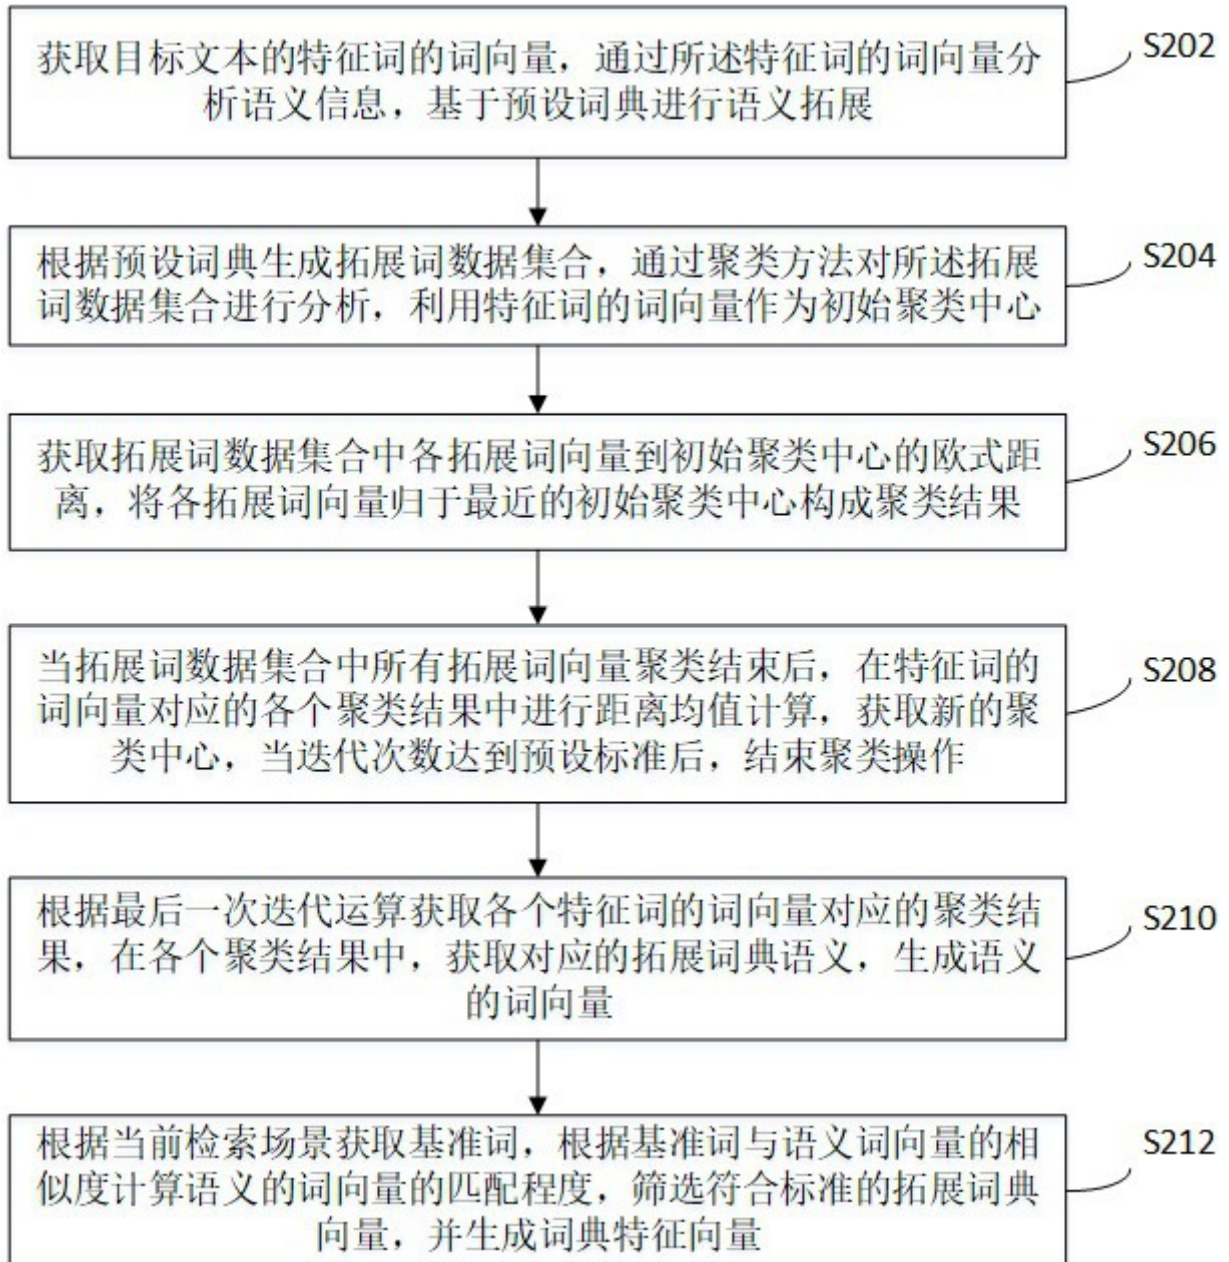 获取目标文本的特征词的词向量，通过所述特征词的词向量分
析语义信息，基于预设词典进行语义拓展
S202
根据预设词典生成拓展词数据集合，通过聚类方法对所述拓展
词数据集合进行分析，利用特征词的词向量作为初始聚类中心
S204
获取拓展词数据集合中各拓展词向量到初始聚类中心的欧式距
离，将各拓展词向量归于最近的初始聚类中心构成聚类结果
S206
当拓展词数据集合中所有拓展词向量聚类结束后，在特征词的
词向量对应的各个聚类结果中进行距离均值计算，获取新的聚
类中心，当迭代次数达到预设标准后，结束聚类操作
S208
根据最后一次迭代运算获取各个特征词的词向量对应的聚类结
果，在各个聚类结果中，获取对应的拓展词典语义，生成语义
的词向量
S210
根据当前检索场景获取基准词，根据基准词与语义词向量的相
似度计算语义的词向量的匹配程度，筛选符合标准的拓展词典
向量，并生成词典特征向量
S212